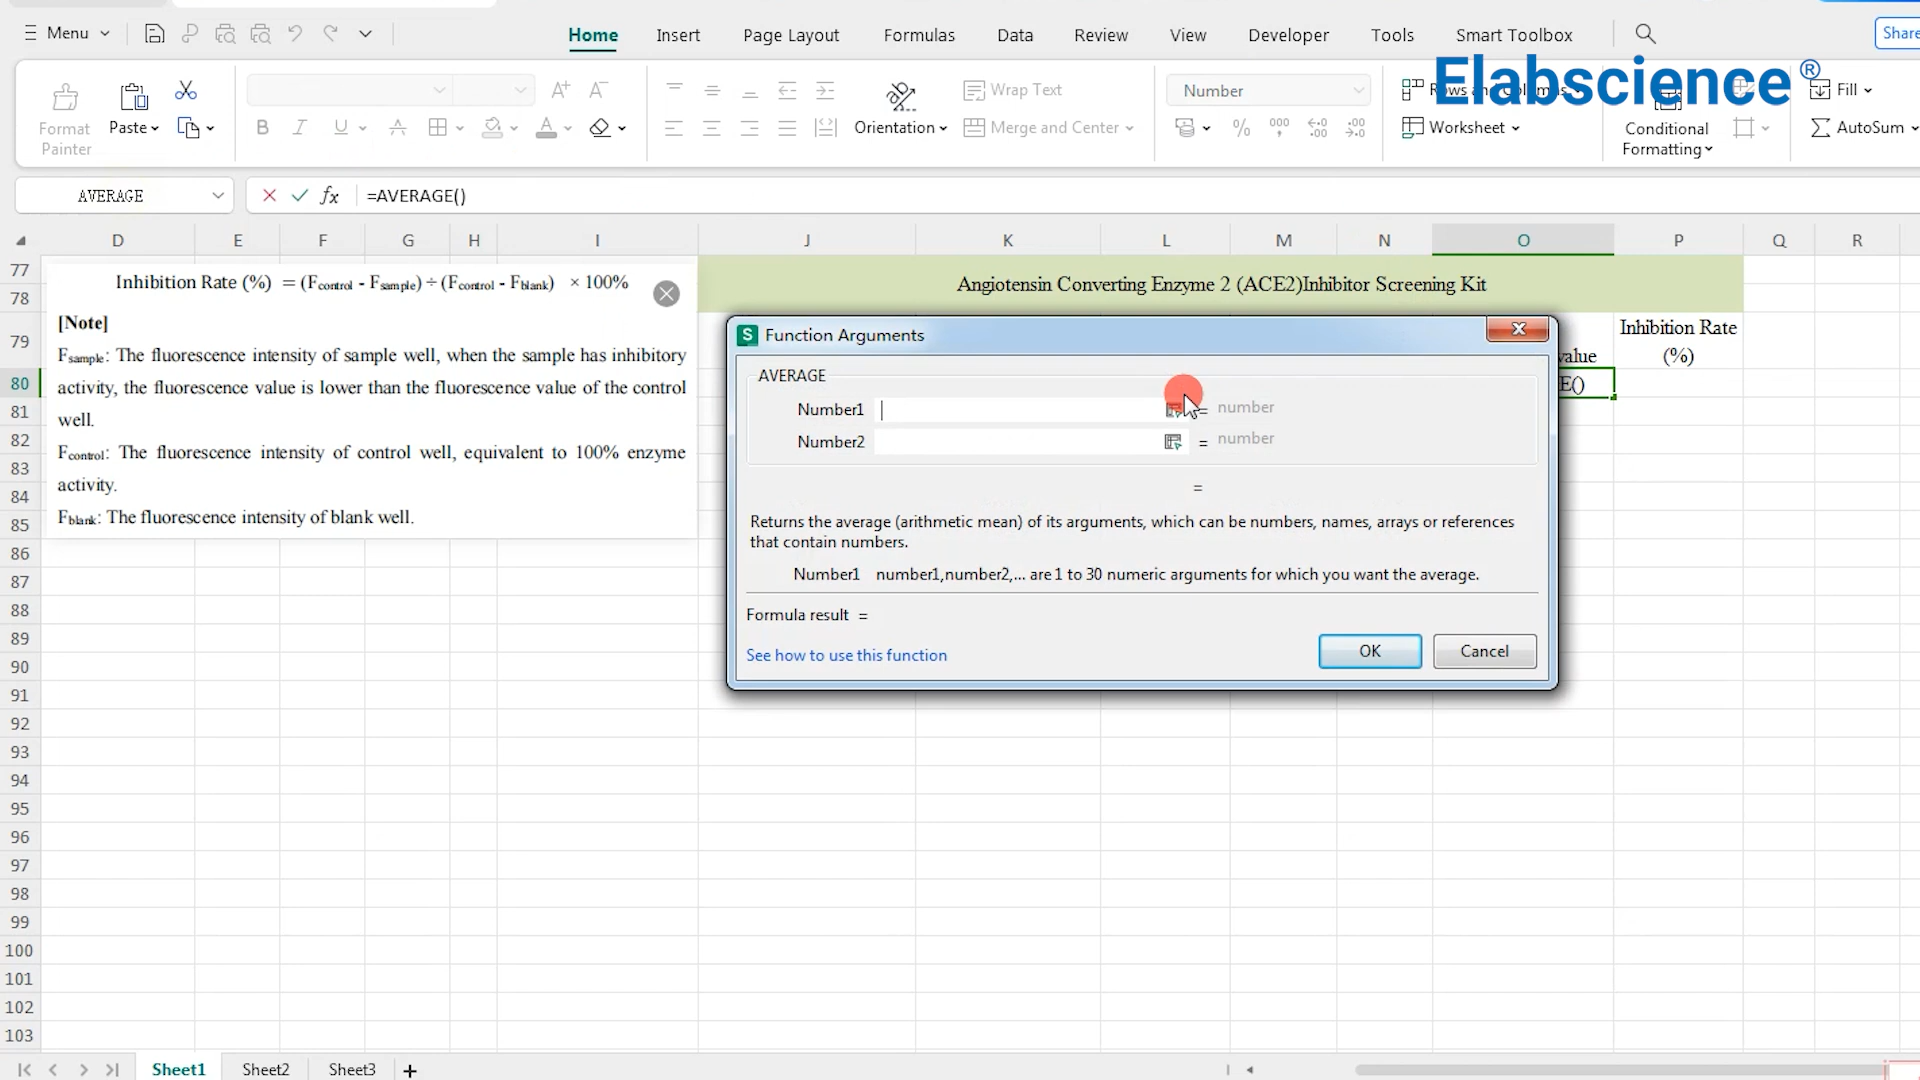 Menu
Home
Insert
Page Layout
Formulas
Data
Review
View
Developer
Tools
Smart Toolbox
Share
Elabscience®
Format
Painter
Paste
A+
A-
B I U A
A
Orientation
Wrap Text
Merge and Center
Number
%
000
Worksheet
Conditional
Formatting
Fill
AutoSum
AVERAGE
fx
=AVERAGE()
D E F G H I J K L M N O P Q R
77
78
79
80
81
82
83
84
85
86
87
88
89
90
91
92
93
94
95
96
97
98
99
100
101
102
103
Inhibition Rate (%) = (Fcontrol - Fsample) ÷ (Fcontrol - Fblank) × 100%
[Note]
Fsample: The fluorescence intensity of sample well, when the sample has inhibitory
activity, the fluorescence value is lower than the fluorescence value of the control
well.
Fcontrol: The fluorescence intensity of control well, equivalent to 100% enzyme
activity.
Fblank: The fluorescence intensity of blank well.
Angiotensin Converting Enzyme 2 (ACE2)Inhibitor Screening Kit
value
Inhibition Rate
(%)
E()
S Function Arguments
AVERAGE
Number1 = number
Number2 = number
=
Returns the average (arithmetic mean) of its arguments, which can be numbers, names, arrays or references
that contain numbers.
Number1 number1,number2,... are 1 to 30 numeric arguments for which you want the average.
Formula result =
See how to use this function
OK
Cancel
Sheet1
Sheet2
Sheet3
+